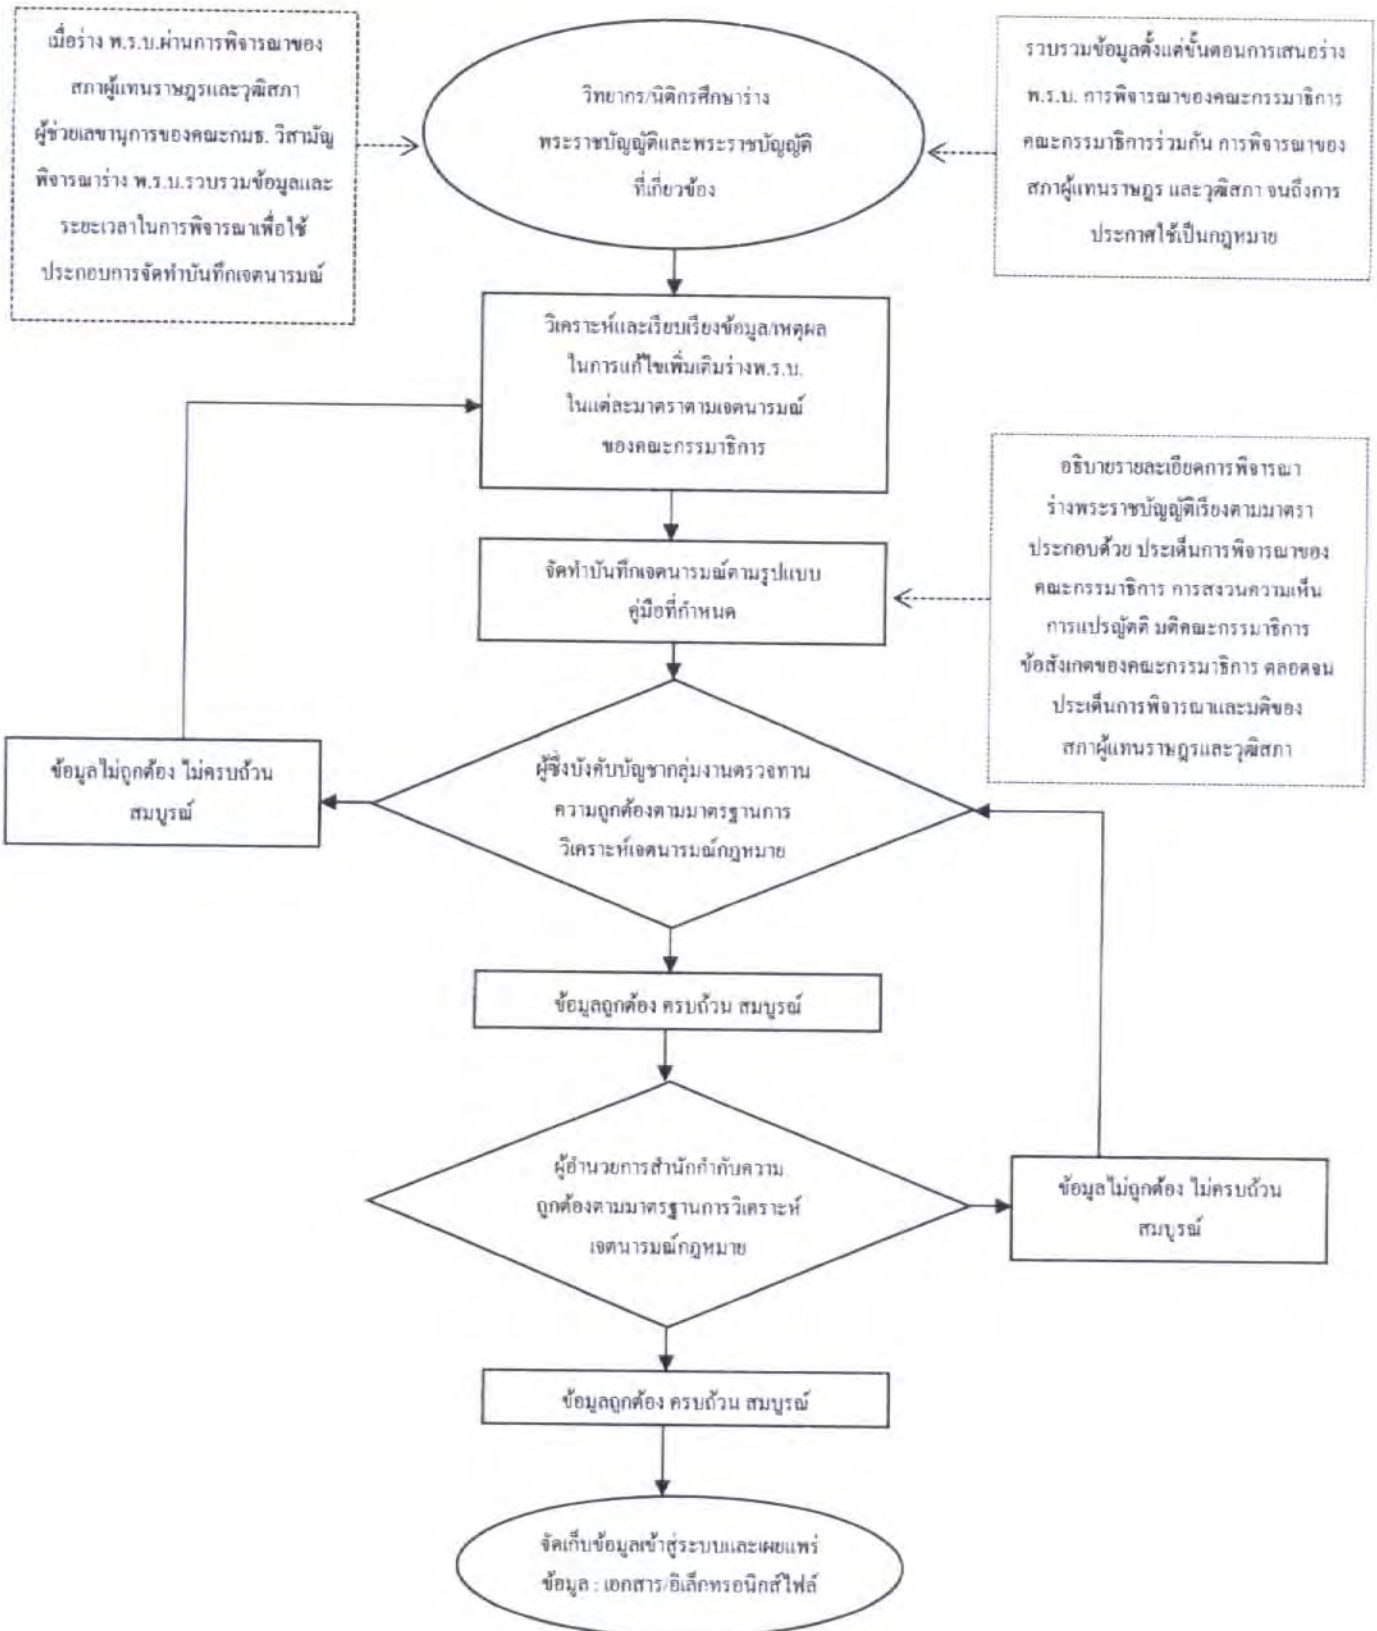 เมื่อร่าง พ.ร.บ.ผ่านการพิจารณาของ
สภาผู้แทนราษฎรและวุฒิสภา
ผู้ช่วยเลขานุการของคณะกมธ. วิสามัญ
พิจารณาร่าง พ.ร.บ.รวบรวมข้อมูลและ
ระยะเวลาในการพิจารณาเพื่อใช้
ประกอบการจัดทำบันทึกเจตนารมณ์
วิทยากร/นิติกรศึกษาร่าง
พระราชบัญญัติและพระราชบัญญัติ
ที่เกี่ยวข้อง
รวบรวมข้อมูลตั้งแต่ขั้นตอนการเสนอร่าง
พ.ร.บ. การพิจารณาของคณะกรรมาธิการ
คณะกรรมาธิการร่วมกัน การพิจารณาของ
สภาผู้แทนราษฎร และวุฒิสภา จนถึงการ
ประกาศใช้เป็นกฎหมาย
วิเคราะห์และเรียบเรียงข้อมูล/เหตุผล
ในการแก้ไขเพิ่มเติมร่างพ.ร.บ.
ในแต่ละมาตราตามเจตนารมณ์
ของคณะกรรมาธิการ
อธิบายรายละเอียดการพิจารณา
ร่างพระราชบัญญัติเรียงตามมาตรา
ประกอบด้วย ประเด็นการพิจารณาของ
คณะกรรมาธิการ การสงวนความเห็น
การแปรญัตติ มติคณะกรรมาธิการ
ข้อสังเกตของคณะกรรมาธิการ ตลอดจน
ประเด็นการพิจารณาและมติของ
สภาผู้แทนราษฎรและวุฒิสภา
จัดทำบันทึกเจตนารมณ์ตามรูปแบบ
คู่มือที่กำหนด
ข้อมูลไม่ถูกต้อง ไม่ครบถ้วน
สมบูรณ์
ผู้ซึ่งบังคับบัญชากลุ่มงานตรวจทาน
ความถูกต้องตามมาตรฐานการ
วิเคราะห์เจตนารมณ์กฎหมาย
ข้อมูลถูกต้อง ครบถ้วน สมบูรณ์
ผู้อำนวยการสำนักกำกับความ
ถูกต้องตามมาตรฐานการวิเคราะห์
เจตนารมณ์กฎหมาย
ข้อมูลไม่ถูกต้อง ไม่ครบถ้วน
สมบูรณ์
ข้อมูลถูกต้อง ครบถ้วน สมบูรณ์
จัดเก็บข้อมูลเข้าสู่ระบบและเผยแพร่
ข้อมูล : เอกสาร/อิเล็กทรอนิกส์ไฟล์